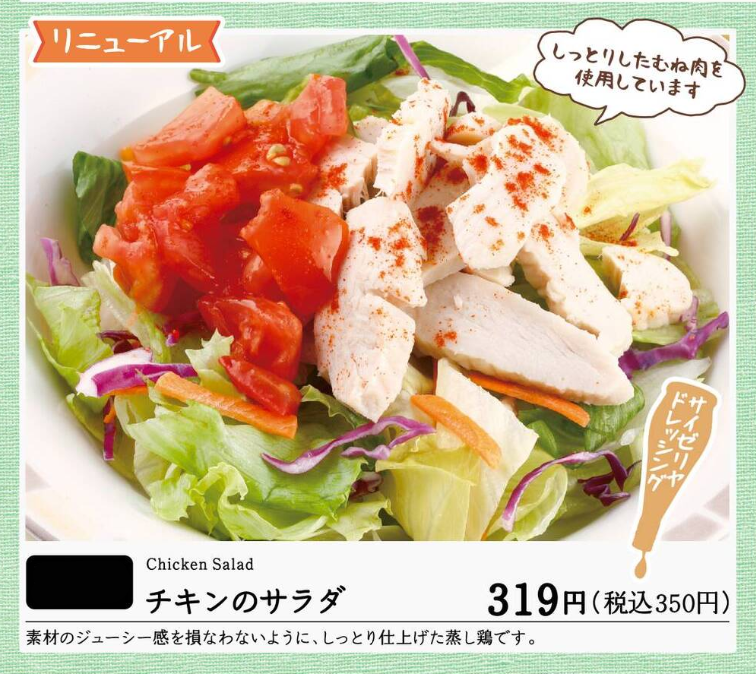 リニューアル
しっとりしたむね肉を
使用しています
サイゼリヤ
ドレッシング
Chicken Salad
チキンのサラダ
319円(税込350円)
素材のジューシー感を損なわないように、しっとり仕上げた蒸し鶏です。